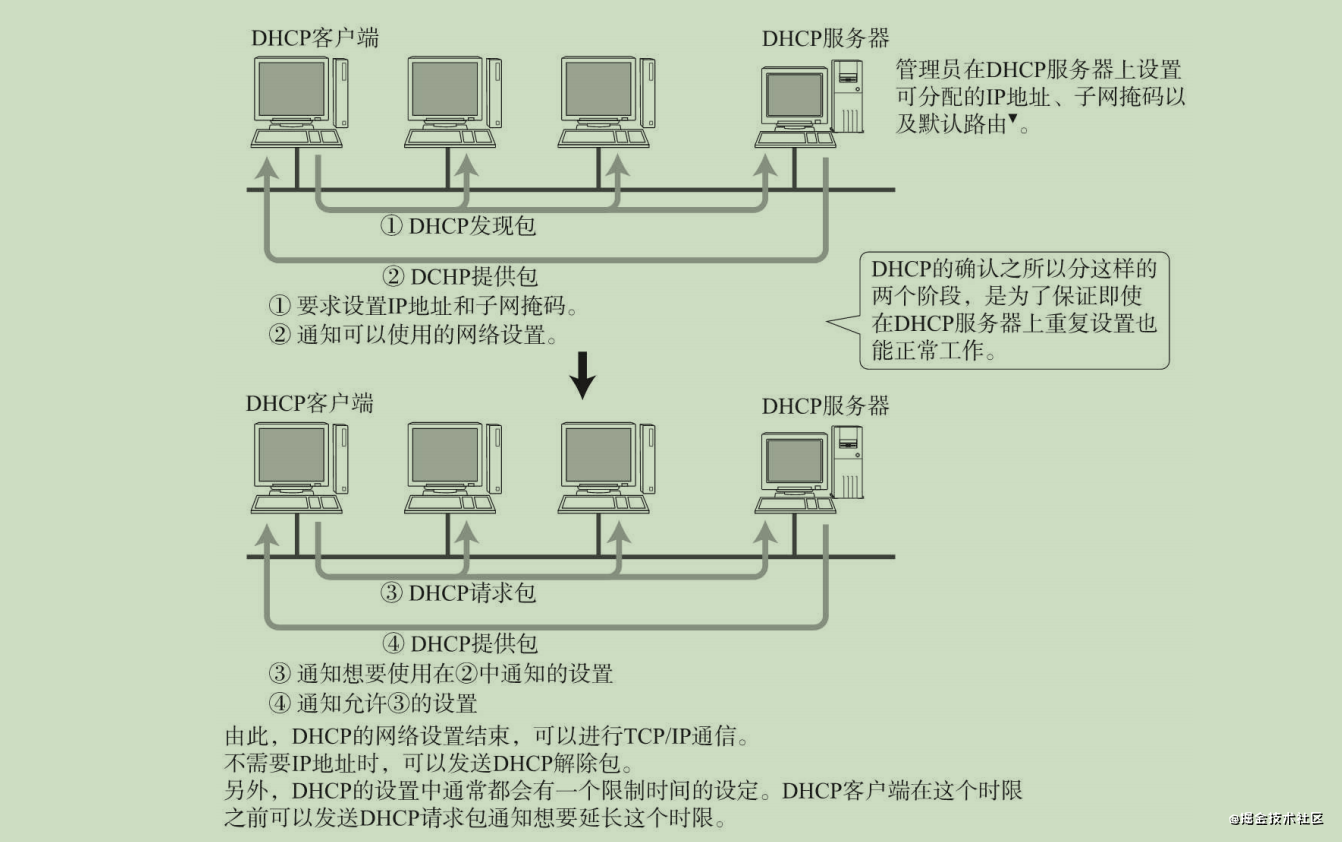 DHCP客户端
DHCP服务器
管理员在DHCP服务器上设置
可分配的IP地址、子网掩码以
及默认路由▼。
① DHCP发现包
② DCHP提供包
① 要求设置IP地址和子网掩码。
② 通知可以使用的网络设置。
DHCP的确认之所以分这样的
两个阶段，是为了保证即使
在DHCP服务器上重复设置也
能正常工作。
DHCP客户端
DHCP服务器
③ DHCP请求包
④ DHCP提供包
③ 通知想要使用在②中通知的设置
④ 通知允许③的设置
由此，DHCP的网络设置结束，可以进行TCP/IP通信。
不需要IP地址时，可以发送DHCP解除包。
另外，DHCP的设置中通常都会有一个限制时间的设定。DHCP客户端在这个时限
之前可以发送DHCP请求包通知想要延长这个时限。
@掘金技术社区